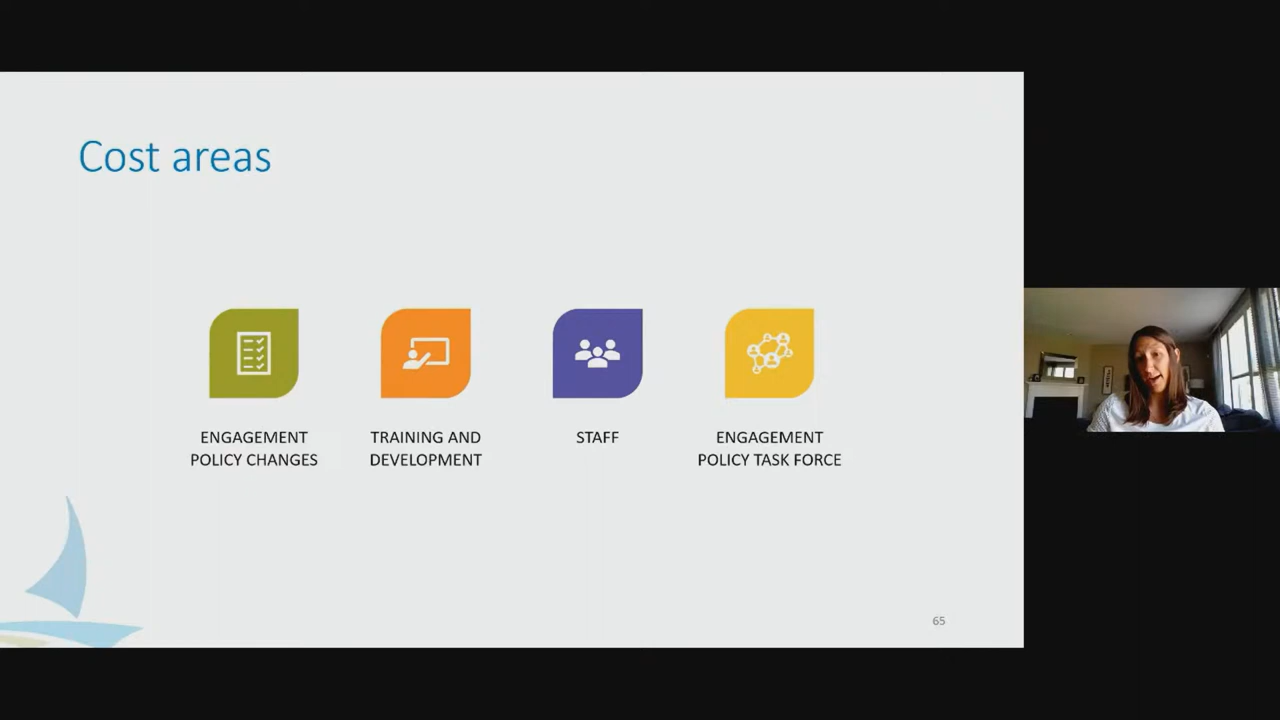 Cost areas
ENGAGEMENT
POLICY CHANGES
TRAINING AND
DEVELOPMENT
STAFF
ENGAGEMENT
POLICY TASK FORCE
65